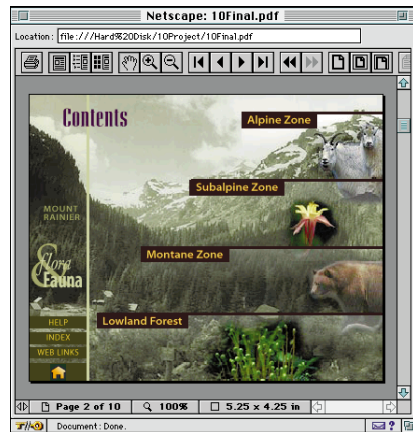 Netscape: 10Final.pdf
Location: file:///Hard%20Disk/10Project/10Final.pdf
Contents
Alpine Zone
Subalpine Zone
MOUNT
RAINIER
Montane Zone
Flora
Fauna
Lowland Forest
HELP
INDEX
WEB LINKS
Page 2 of 10
100%
5.25 x 4.25 in
Document: Done.
?